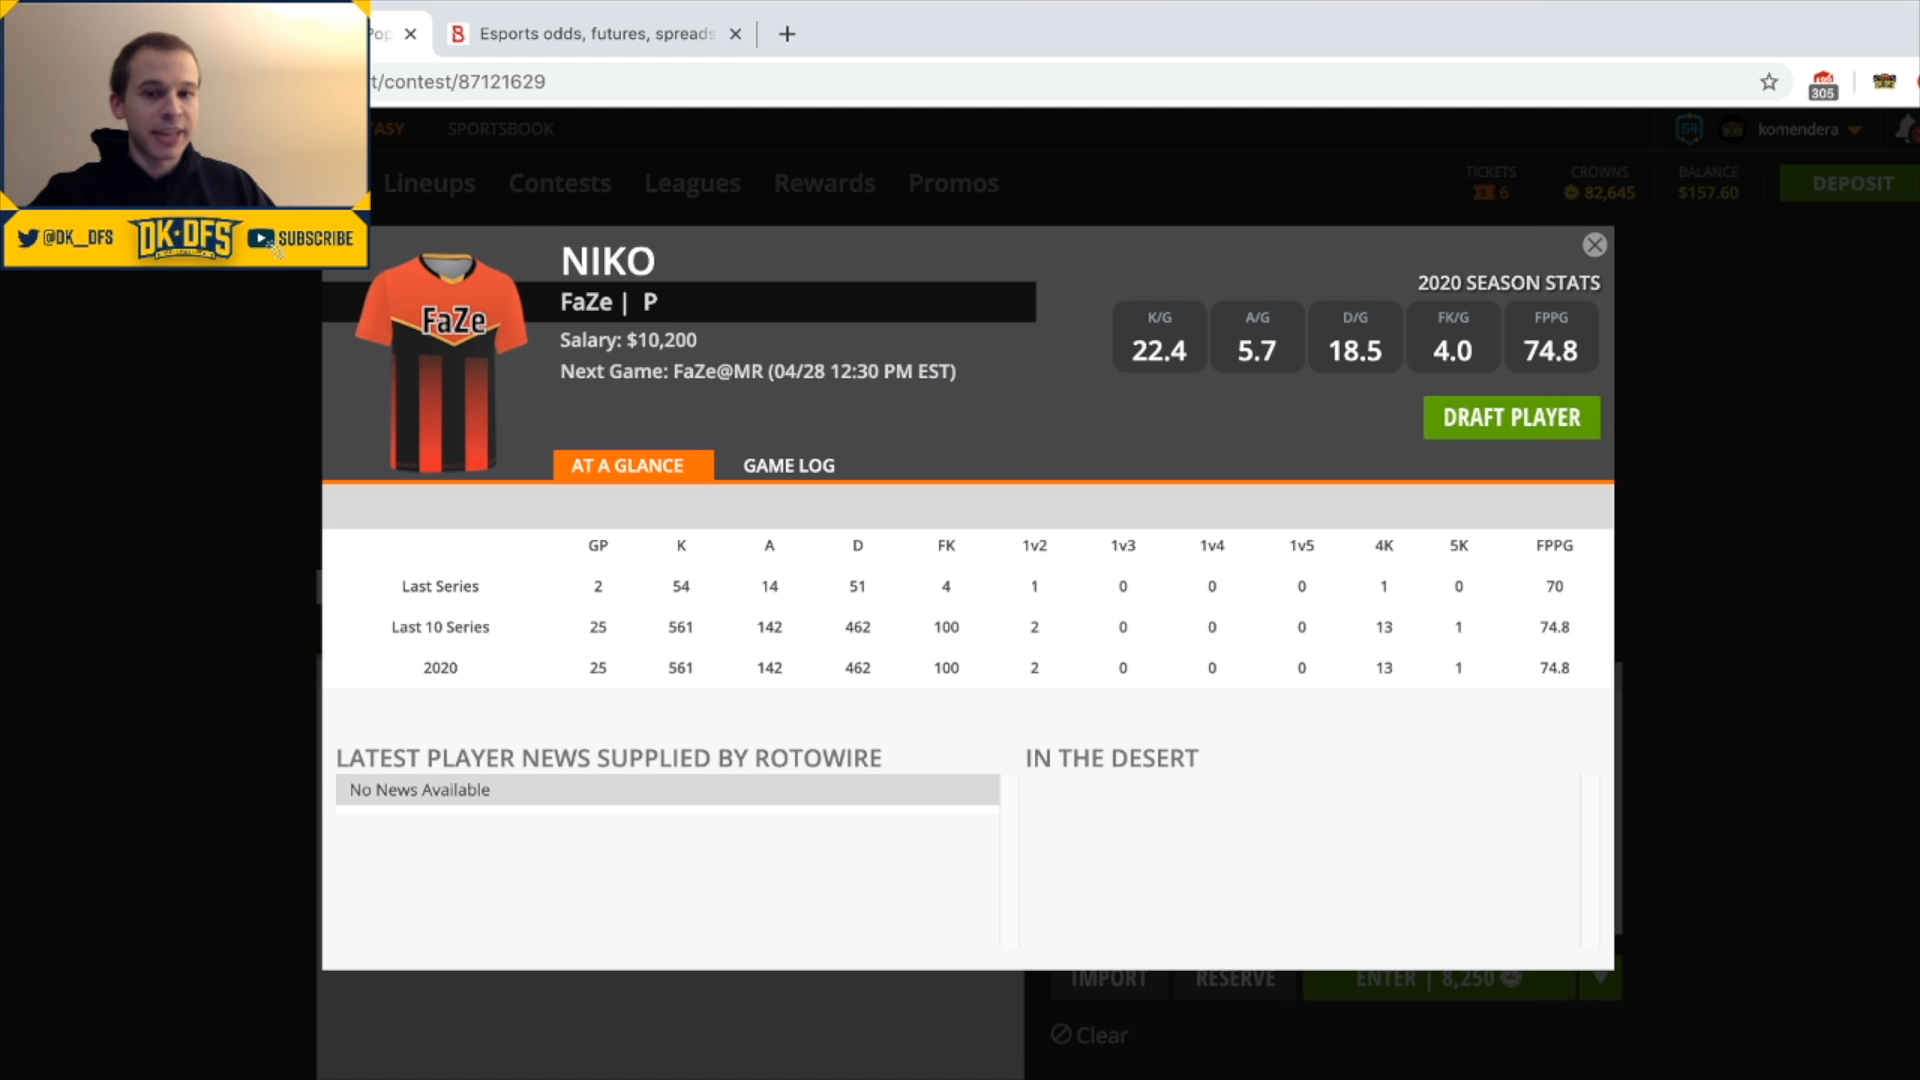 Pop
Esports odds, futures, spreads
t/contest/87121629
305
TASY
SPORTSBOOK
54
komendera
Lineups
Contests
Leagues
Rewards
Promos
TICKETS
6
CROWNS
82,645
BALANCE
$157.60
DEPOSIT
@DK__DFS
DK★DFS
SUBSCRIBE
FaZe
NIKO
FaZe | P
Salary: $10,200
Next Game: FaZe@MR (04/28 12:30 PM EST)
2020 SEASON STATS
K/G A/G D/G FK/G FPPG
22.4 5.7 18.5 4.0 74.8
DRAFT PLAYER
AT A GLANCE
GAME LOG
GP K A D FK 1v2 1v3 1v4 1v5 4K 5K FPPG
Last Series 2 54 14 51 4 1 0 0 0 1 0 70
Last 10 Series 25 561 142 462 100 2 0 0 0 13 1 74.8
2020 25 561 142 462 100 2 0 0 0 13 1 74.8
LATEST PLAYER NEWS SUPPLIED BY ROTOWIRE
No News Available
IN THE DESERT
IMPORT
RESERVE
ENTER | 8,250
Clear